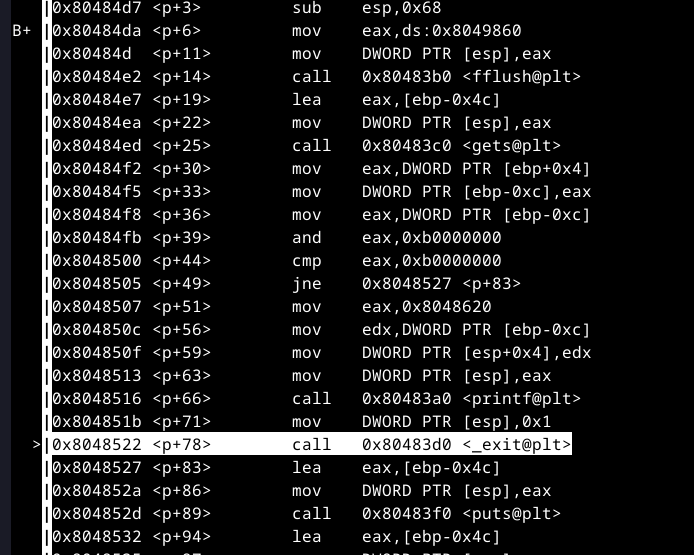 0x80484d7 <p+3> sub esp,0x68
B+ 0x80484da <p+6> mov eax,ds:0x8049860
0x80484d <p+11> mov DWORD PTR [esp],eax
0x80484e2 <p+14> call 0x80483b0 <fflush@plt>
0x80484e7 <p+19> lea eax,[ebp-0x4c]
0x80484ea <p+22> mov DWORD PTR [esp],eax
0x80484ed <p+25> call 0x80483c0 <gets@plt>
0x80484f2 <p+30> mov eax,DWORD PTR [ebp+0x4]
0x80484f5 <p+33> mov DWORD PTR [ebp-0xc],eax
0x80484f8 <p+36> mov eax,DWORD PTR [ebp-0xc]
0x80484fb <p+39> and eax,0xb0000000
0x8048500 <p+44> cmp eax,0xb0000000
0x8048505 <p+49> jne 0x8048527 <p+83>
0x8048507 <p+51> mov eax,0x8048620
0x804850c <p+56> mov edx,DWORD PTR [ebp-0xc]
0x804850f <p+59> mov DWORD PTR [esp+0x4],edx
0x8048513 <p+63> mov DWORD PTR [esp],eax
0x8048516 <p+66> call 0x80483a0 <printf@plt>
0x804851b <p+71> mov DWORD PTR [esp],0x1
>0x8048522 <p+78> call 0x80483d0 <_exit@plt>
0x8048527 <p+83> lea eax,[ebp-0x4c]
0x804852a <p+86> mov DWORD PTR [esp],eax
0x804852d <p+89> call 0x80483f0 <puts@plt>
0x8048532 <p+94> lea eax,[ebp-0x4c]